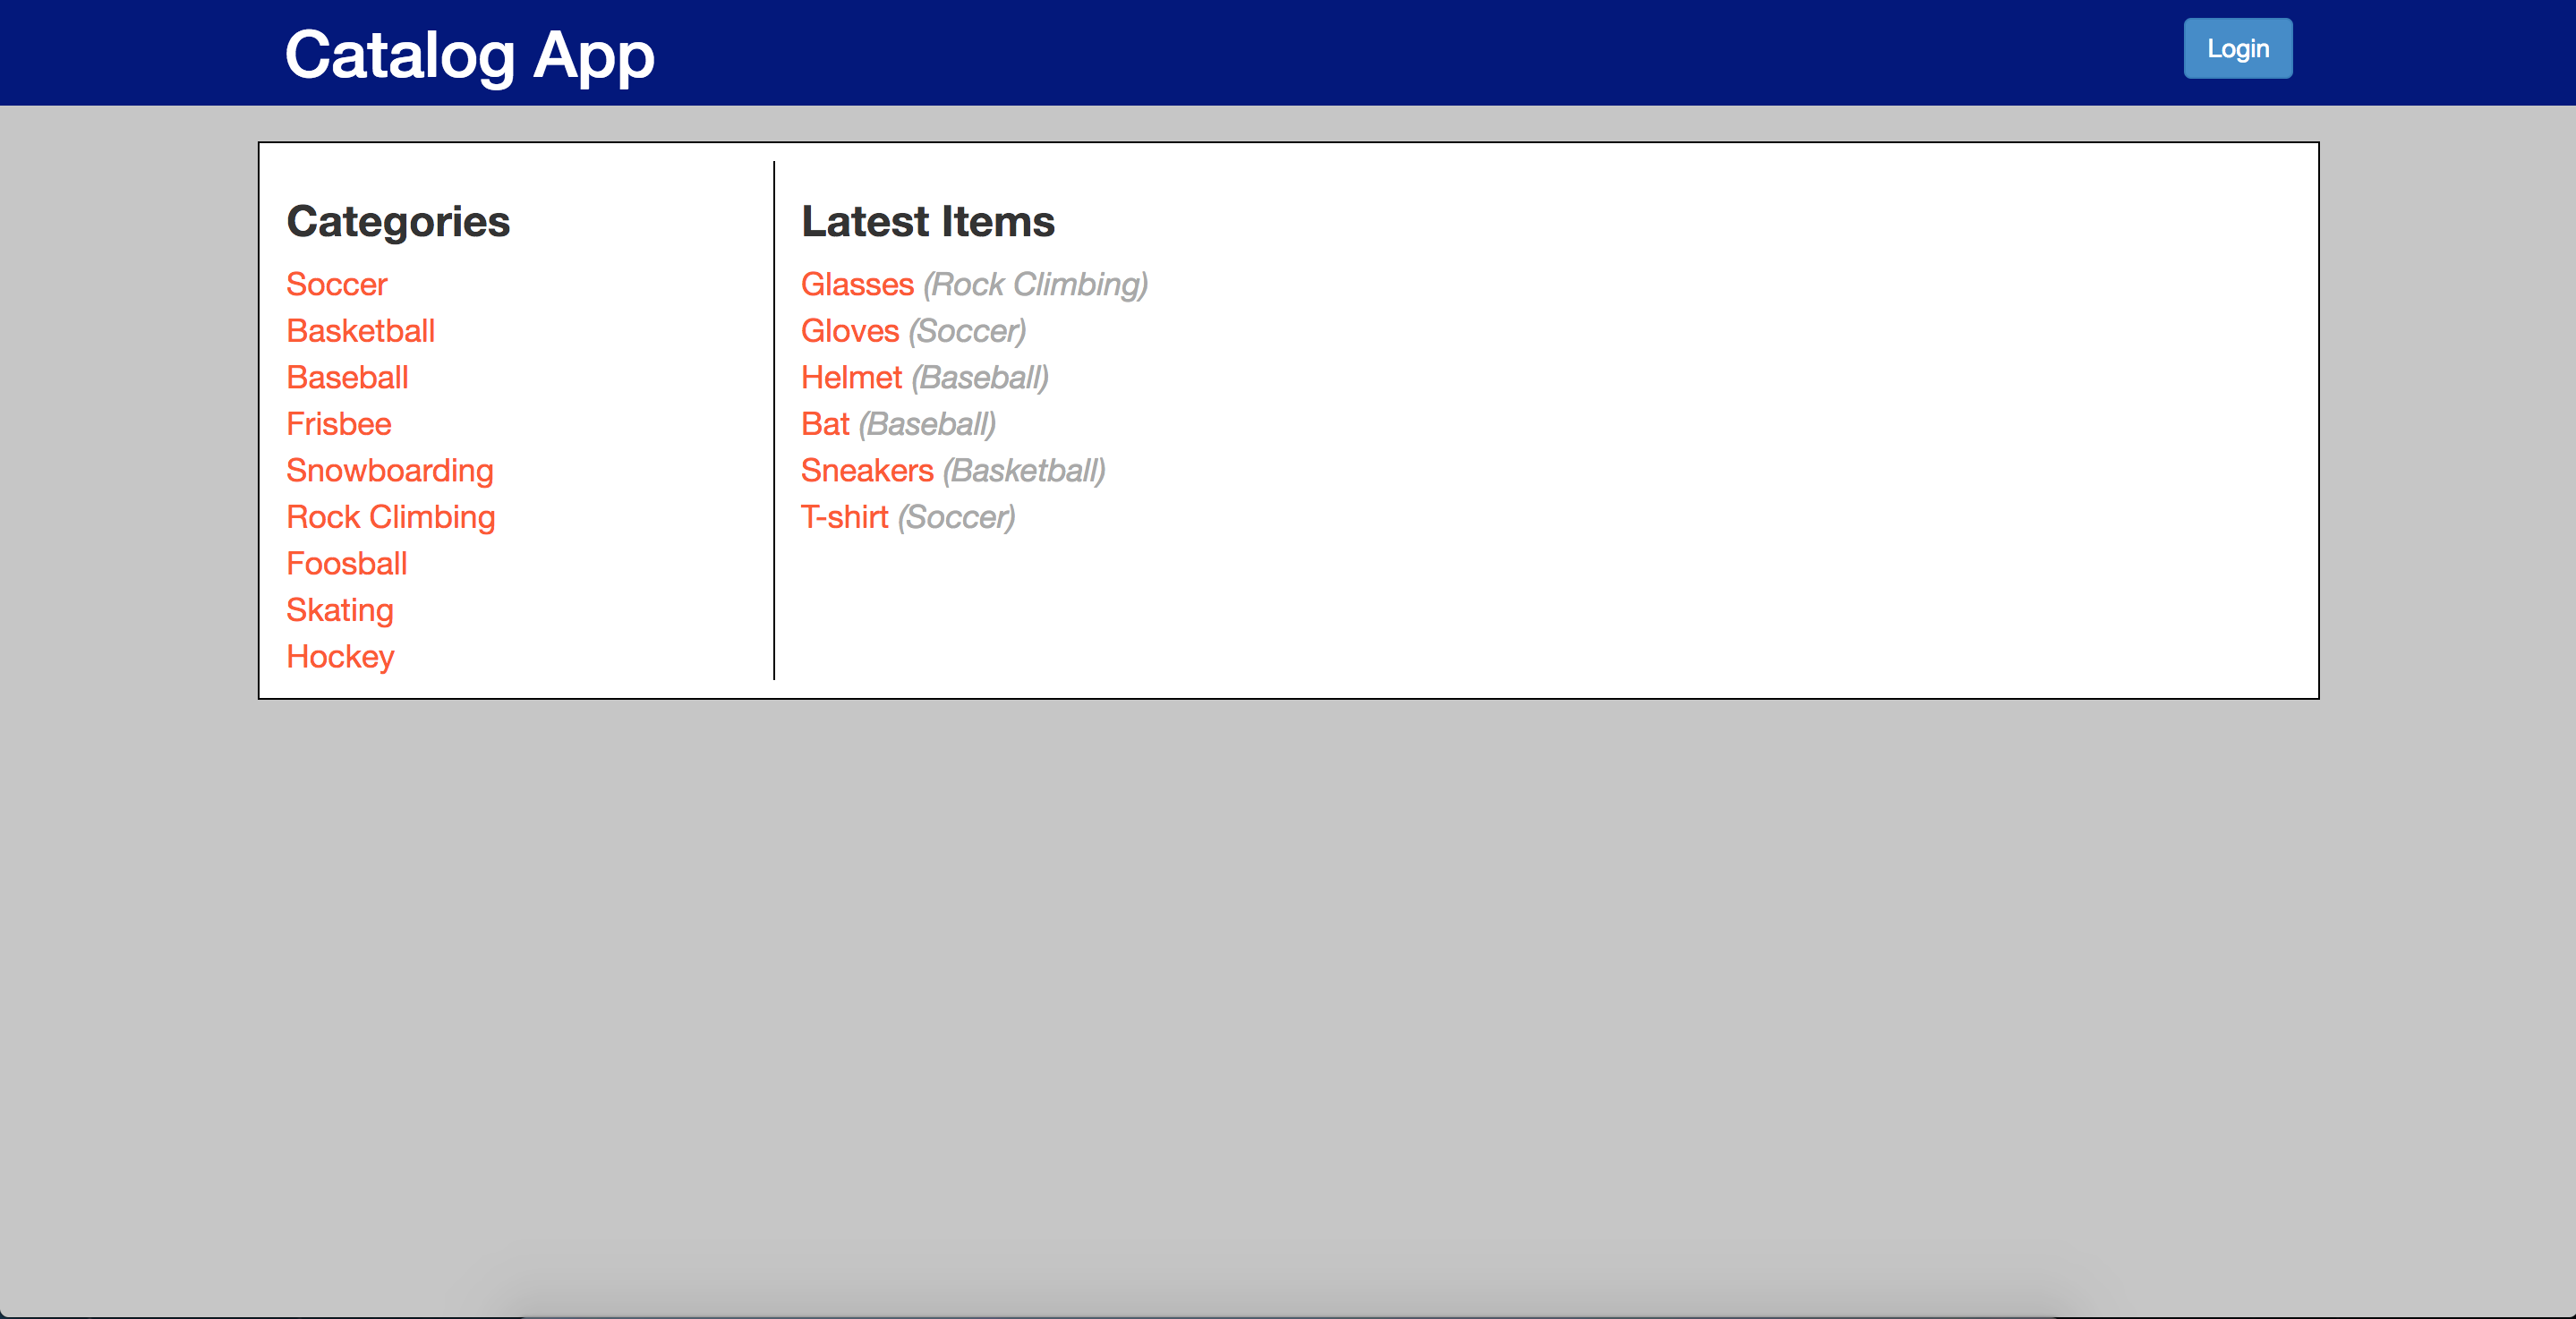 Catalog App
Login
Categories
Soccer
Basketball
Baseball
Frisbee
Snowboarding
Rock Climbing
Foosball
Skating
Hockey
Latest Items
Glasses (Rock Climbing)
Gloves (Soccer)
Helmet (Baseball)
Bat (Baseball)
Sneakers (Basketball)
T-shirt (Soccer)